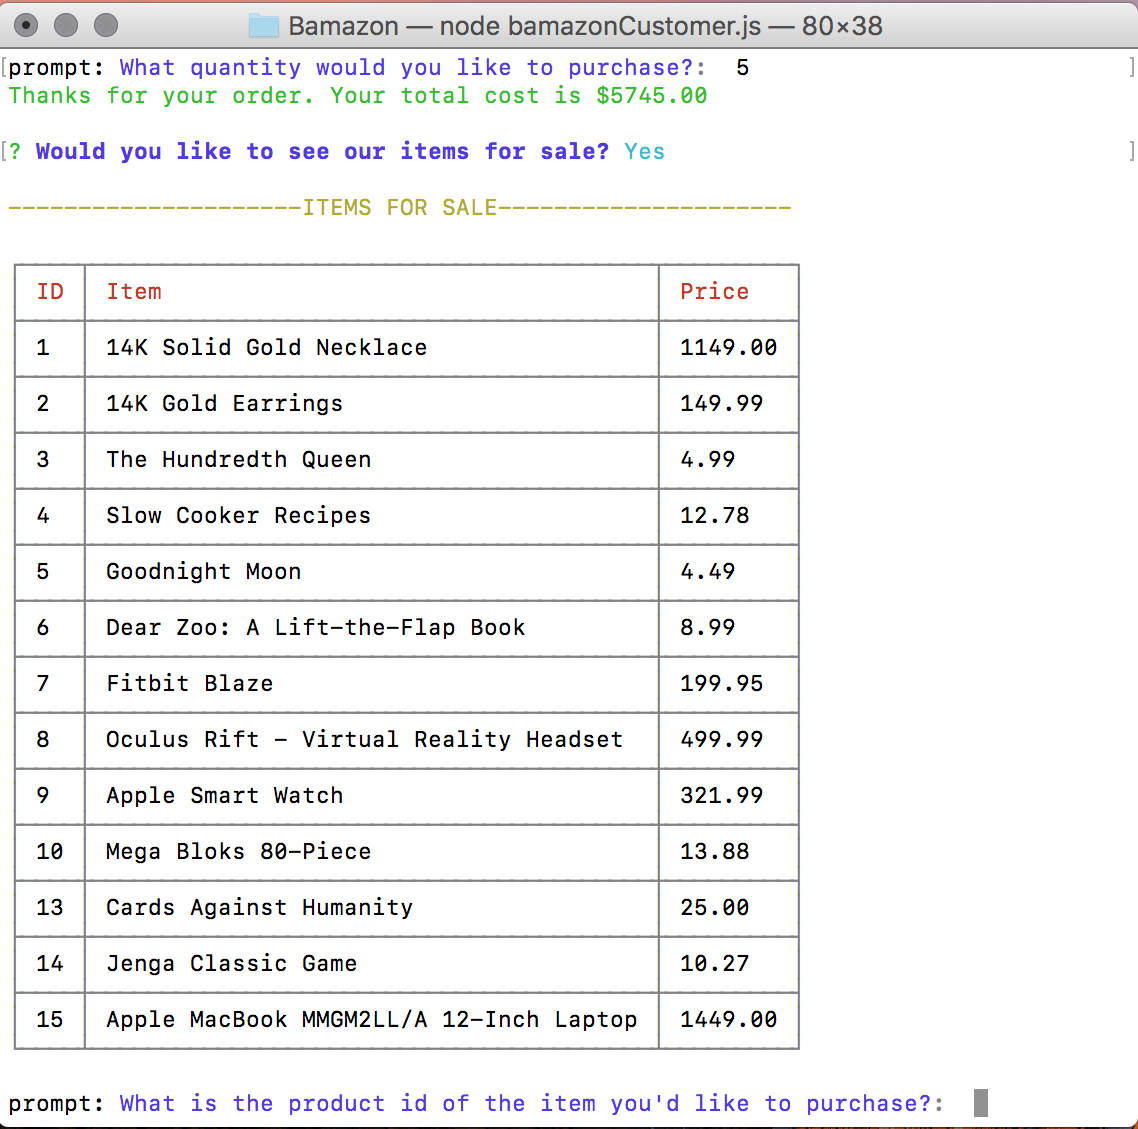 Bamazon — node bamazonCustomer.js — 80×38
[prompt: What quantity would you like to purchase?:  5 ]
Thanks for your order. Your total cost is $5745.00
[? Would you like to see our items for sale? Yes ]
---------------------ITEMS FOR SALE---------------------
ID Item Price
1 14K Solid Gold Necklace 1149.00
2 14K Gold Earrings 149.99
3 The Hundredth Queen 4.99
4 Slow Cooker Recipes 12.78
5 Goodnight Moon 4.49
6 Dear Zoo: A Lift-the-Flap Book 8.99
7 Fitbit Blaze 199.95
8 Oculus Rift - Virtual Reality Headset 499.99
9 Apple Smart Watch 321.99
10 Mega Bloks 80-Piece 13.88
13 Cards Against Humanity 25.00
14 Jenga Classic Game 10.27
15 Apple MacBook MMGM2LL/A 12-Inch Laptop 1449.00
prompt: What is the product id of the item you'd like to purchase?: